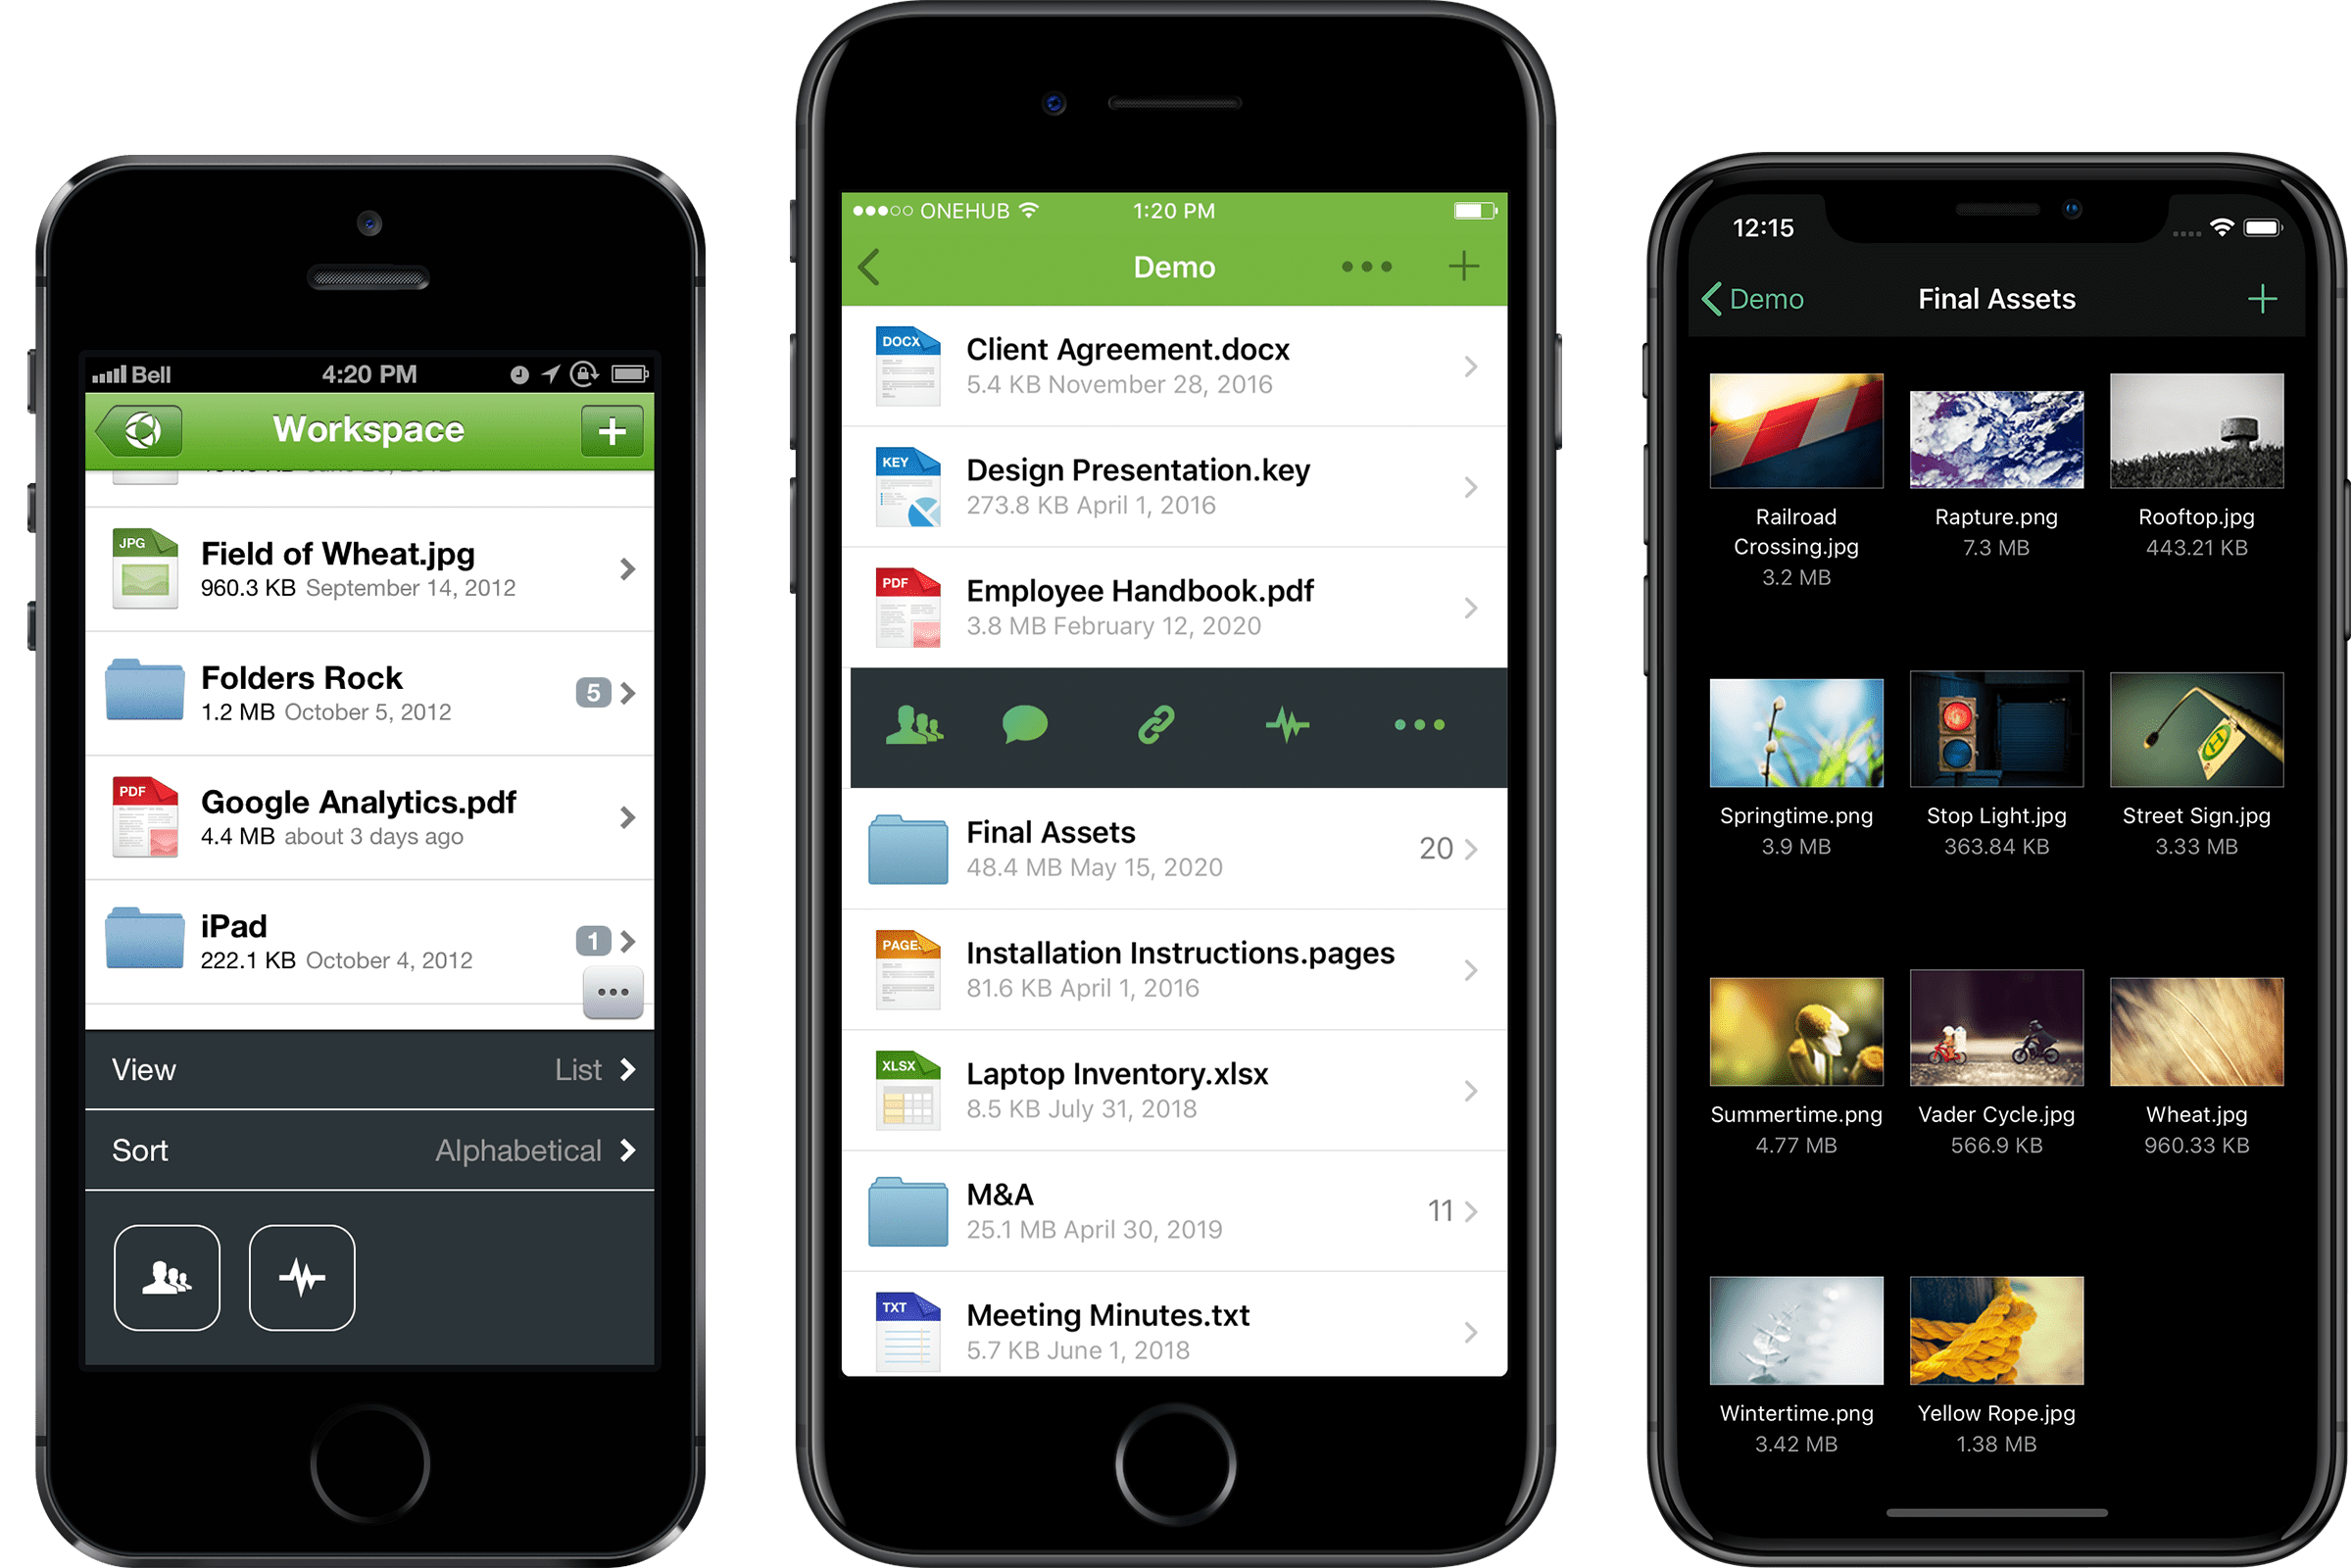 Bell
4:20 PM
Workspace
JPG
Field of Wheat.jpg
960.3 KB September 14, 2012
Folders Rock
1.2 MB October 5, 2012
5
PDF
Google Analytics.pdf
4.4 MB about 3 days ago
iPad
222.1 KB October 4, 2012
1
View
List
Sort
Alphabetical
ONEHUB
1:20 PM
Demo
DOCX
Client Agreement.docx
5.4 KB November 28, 2016
KEY
Design Presentation.key
273.8 KB April 1, 2016
PDF
Employee Handbook.pdf
3.8 MB February 12, 2020
Final Assets
48.4 MB May 15, 2020
20
PAGES
Installation Instructions.pages
81.6 KB April 1, 2016
XLSX
Laptop Inventory.xlsx
8.5 KB July 31, 2018
M&A
25.1 MB April 30, 2019
11
TXT
Meeting Minutes.txt
5.7 KB June 1, 2018
12:15
Demo
Final Assets
Railroad
Crossing.jpg
3.2 MB
Rapture.png
7.3 MB
Rooftop.jpg
443.21 KB
Springtime.png
3.9 MB
Stop Light.jpg
363.84 KB
H
Street Sign.jpg
3.33 MB
Summertime.png
4.77 MB
Vader Cycle.jpg
566.9 KB
Wheat.jpg
960.33 KB
Wintertime.png
3.42 MB
Yellow Rope.jpg
1.38 MB